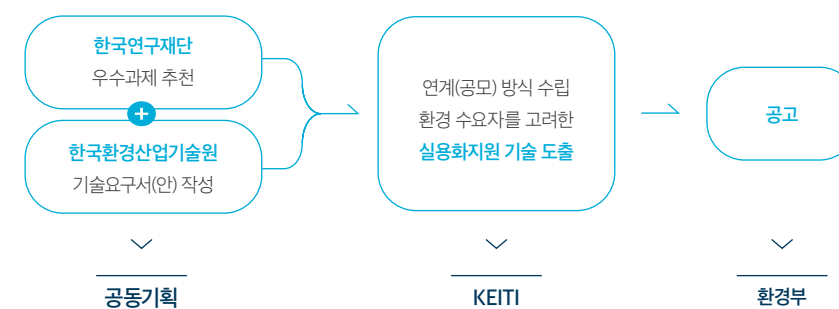 한국연구재단
우수과제 추천
+
한국환경산업기술원
기술요구서(안) 작성
연계(공모) 방식 수립
환경 수요자를 고려한
실용화지원 기술 도출
공고
공동기획
KEITI
환경부